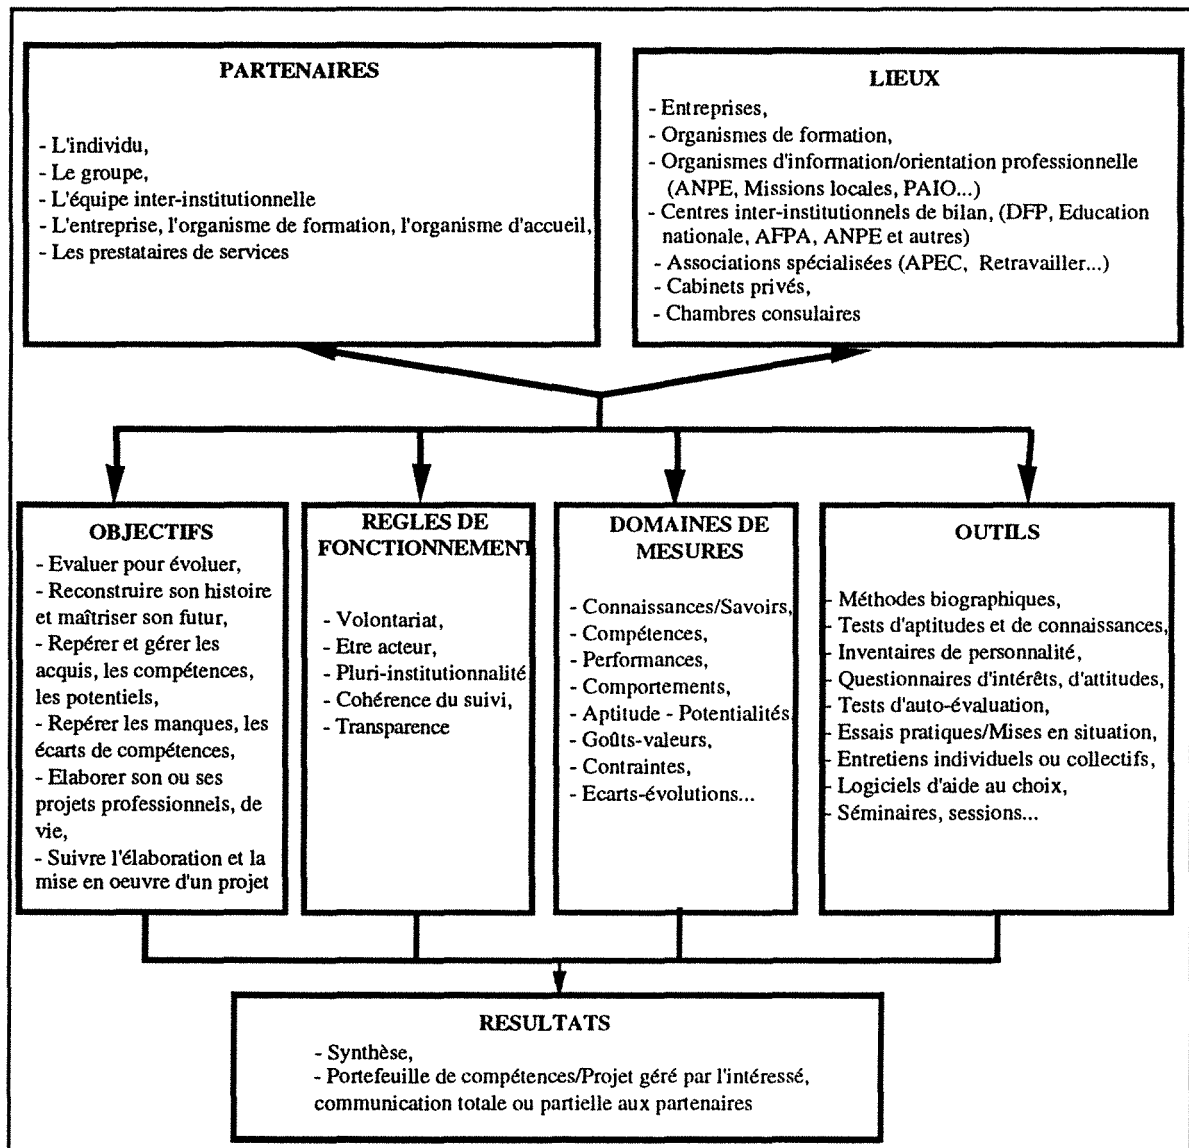 PARTENAIRES
- L'individu,
- Le groupe,
- L'équipe inter-institutionnelle
- L'entreprise, l'organisme de formation, l'organisme d'accueil,
- Les prestataires de services
LIEUX
- Entreprises,
- Organismes de formation,
- Organismes d'information/orientation professionnelle
(ANPE, Missions locales, PAIO...)
- Centres inter-institutionnels de bilan, (DFP, Education
nationale, AFPA, ANPE et autres)
- Associations spécialisées (APEC, Retravailler...)
- Cabinets privés,
- Chambres consulaires
OBJECTIFS
- Evaluer pour évoluer,
- Reconstruire son histoire
et maîtriser son futur,
- Repérer et gérer les
acquis, les compétences,
les potentiels,
- Repérer les manques, les
écarts de compétences,
- Elaborer son ou ses
projets professionnels, de
vie,
- Suivre l'élaboration et la
mise en oeuvre d'un projet
REGLES DE
FONCTIONNEMENT
- Volontariat,
- Etre acteur,
- Pluri-institutionnalité
- Cohérence du suivi,
- Transparence
DOMAINES DE
MESURES
- Connaissances/Savoirs,
- Compétences,
- Performances,
- Comportements,
- Aptitude - Potentialités
- Goûts-valeurs,
- Contraintes,
- Ecarts-évolutions...
OUTILS
- Méthodes biographiques,
- Tests d'aptitudes et de connaissances,
- Inventaires de personnalité,
- Questionnaires d'intérêts, d'attitudes,
- Tests d'auto-évaluation,
- Essais pratiques/Mises en situation,
- Entretiens individuels ou collectifs,
- Logiciels d'aide au choix,
- Séminaires, sessions...
RESULTATS
- Synthèse,
- Portefeuille de compétences/Projet géré par l'intéressé,
communication totale ou partielle aux partenaires